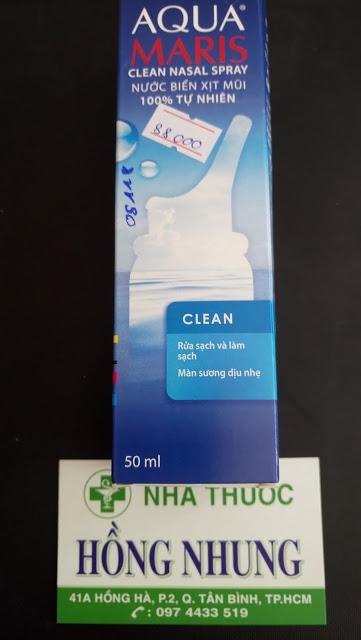 AQUA®
MARIS
CLEAN NASAL SPRAY
NƯỚC BIỂN XỊT MŨI
100% TỰ NHIÊN
88.000
CLEAN
Rửa sạch và làm
sạch
Màn sương dịu nhẹ
50 ml
NHÀ THUỐC
HỒNG NHUNG
41A HỒNG HÀ, P.2, Q. TÂN BÌNH, TP.HCM
: 097 4433 519